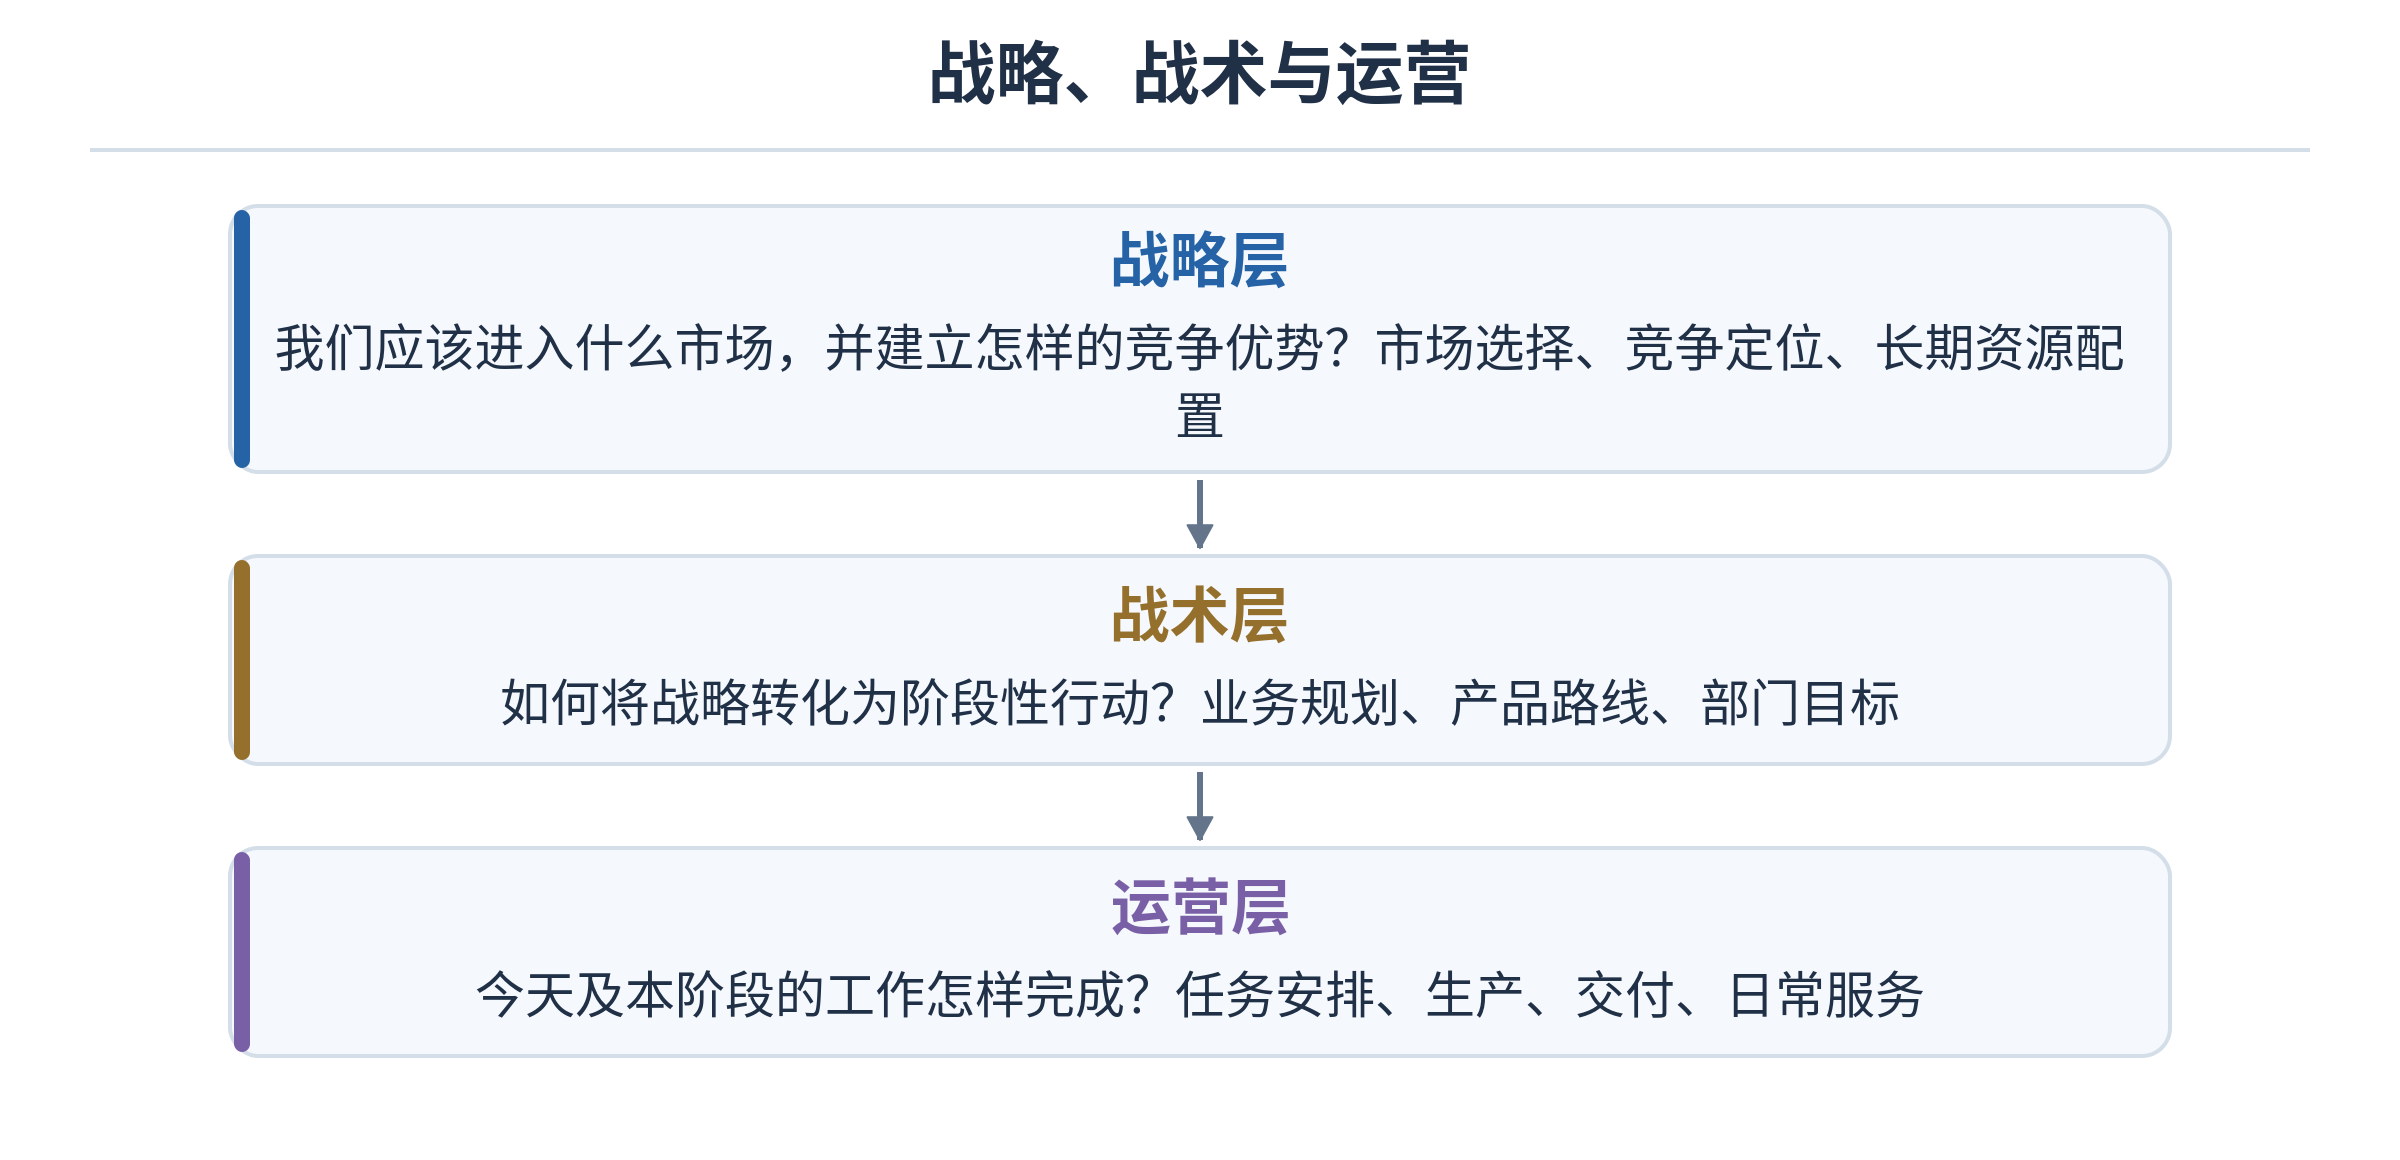 战略、战术与运营
战略层
我们应该进入什么市场，并建立怎样的竞争优势？市场选择、竞争定位、长期资源配
置
战术层
如何将战略转化为阶段性行动？业务规划、产品路线、部门目标
运营层
今天及本阶段的工作怎样完成？任务安排、生产、交付、日常服务